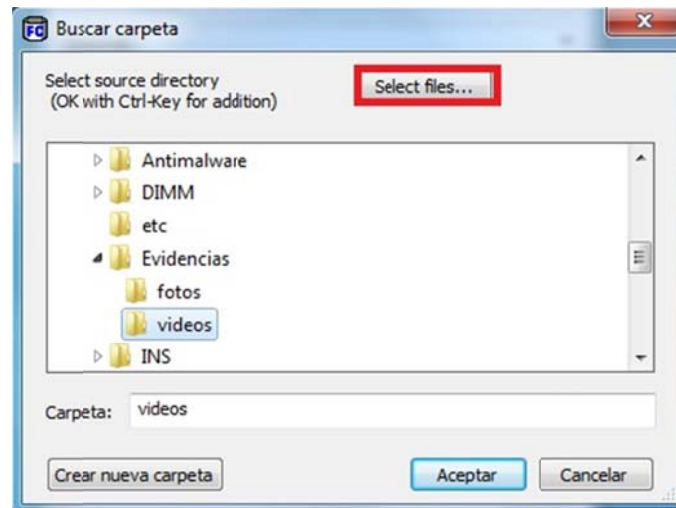 FC Buscar carpeta
Select source directory
(OK with Ctrl-Key for addition)
Select files...
Antimalware
DIMM
etc
Evidencias
fotos
videos
INS
Carpeta: videos
Crear nueva carpeta Aceptar Cancelar